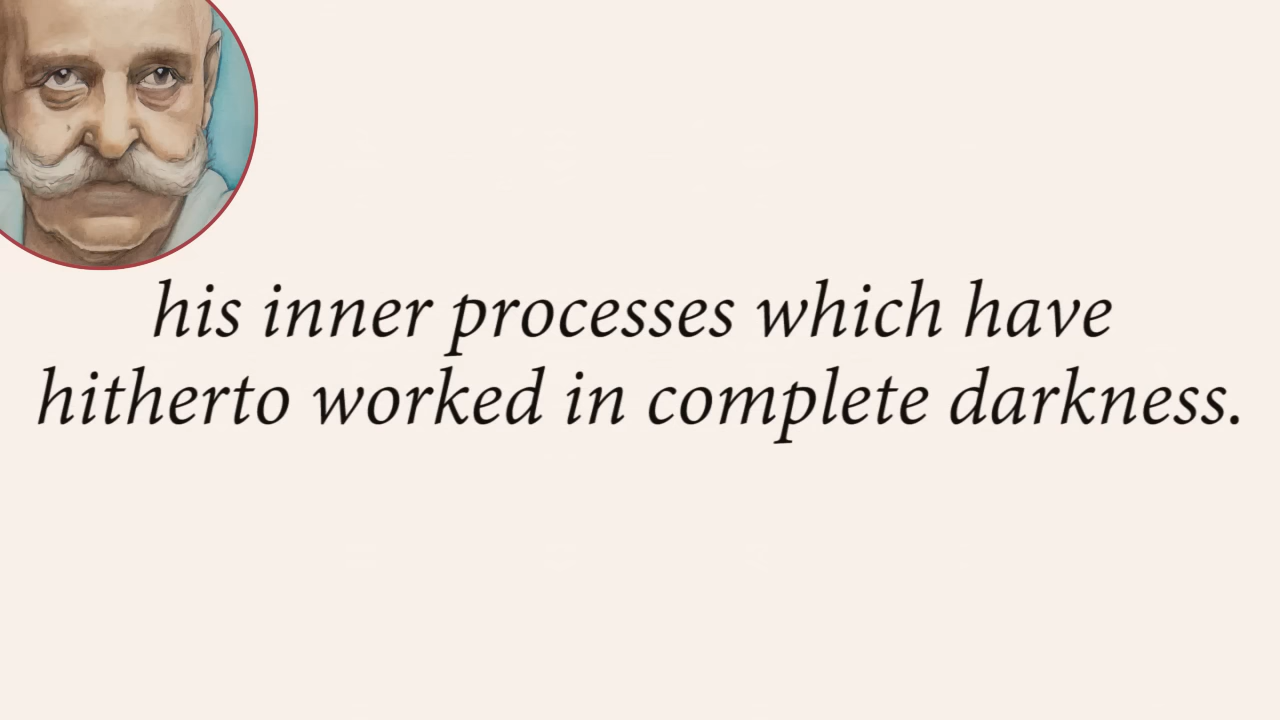 his inner processes which have
hitherto worked in complete darkness.